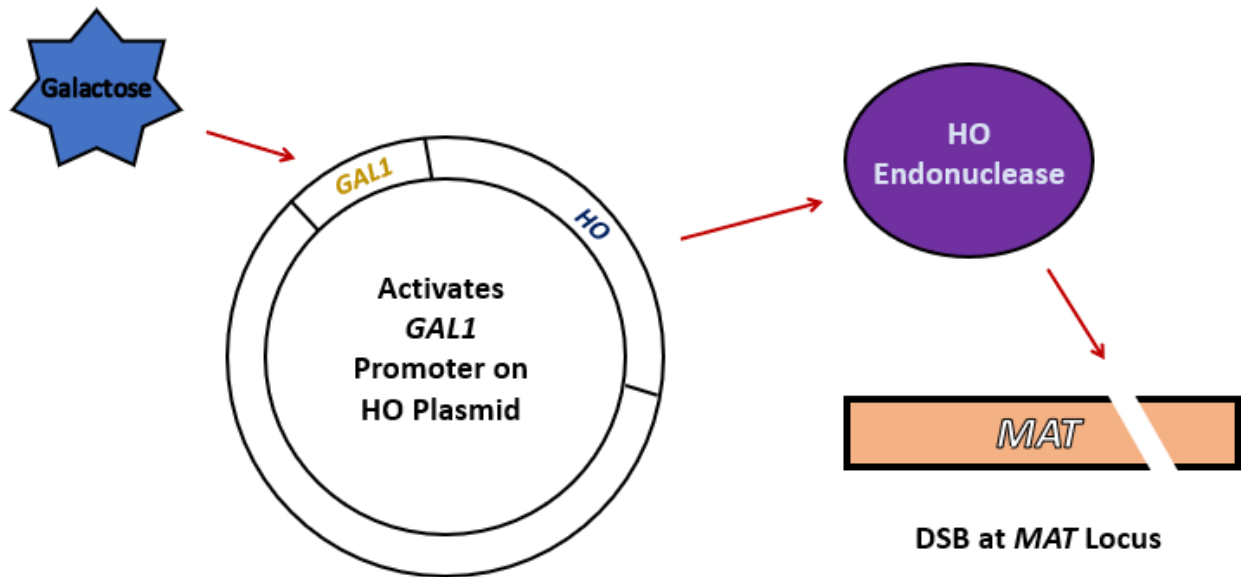 Galactose
GAL1
HO
Activates
GAL1
Promoter on
HO Plasmid
HO
Endonuclease
MAT
DSB at MAT Locus